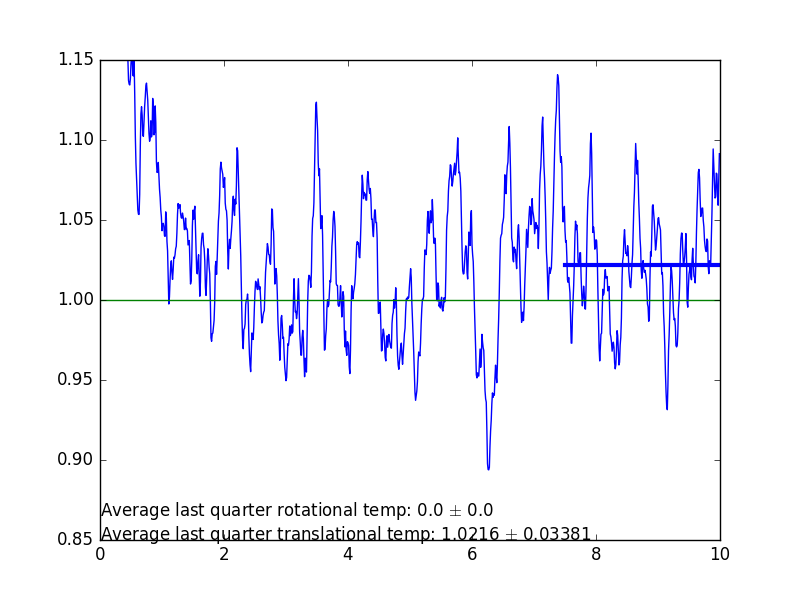 1.15
1.10
1.05
1.00
0.95
0.90
Average last quarter rotational temp: 0.0 ± 0.0
Average last quarter translational temp: 1.0216 ± 0.03381
0.85
0 2 4 6 8 10